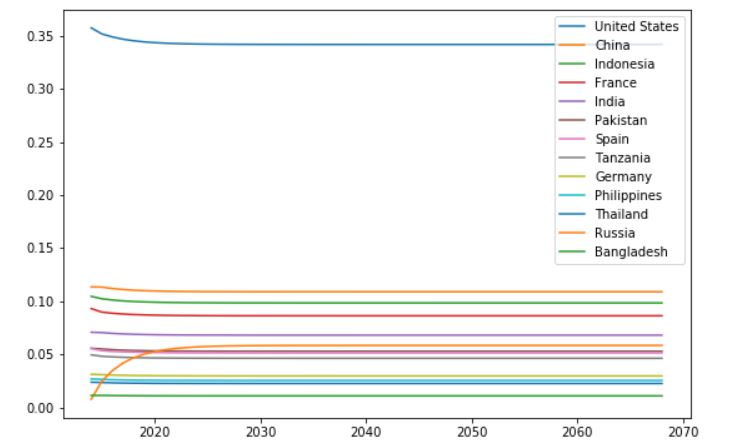 0.35
0.30
0.25
0.20
0.15
0.10
0.05
0.00
2020 2030 2040 2050 2060 2070
United States
China
Indonesia
France
India
Pakistan
Spain
Tanzania
Germany
Philippines
Thailand
Russia
Bangladesh